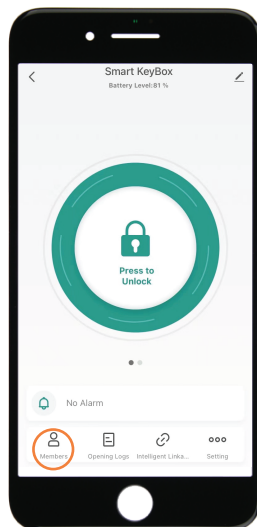 Smart KeyBox
Battery Level:81 %
Press to
Unlock
No Alarm
Members
Opening Logs
Intelligent Linka...
Setting